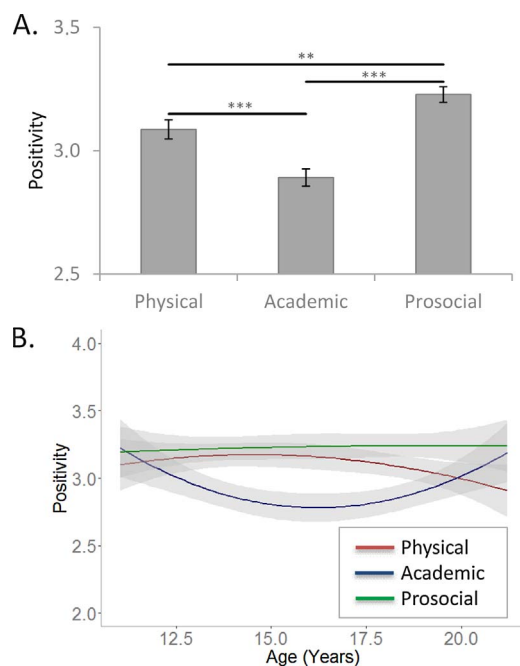 A.
3.5
**
***
***
3.0
Positivity
2.5
Physical Academic Prosocial
B.
4.0
3.5
3.0
Positivity
2.5
2.0
Physical
Academic
Prosocial
12.5 15.0 17.5 20.0
Age (Years)